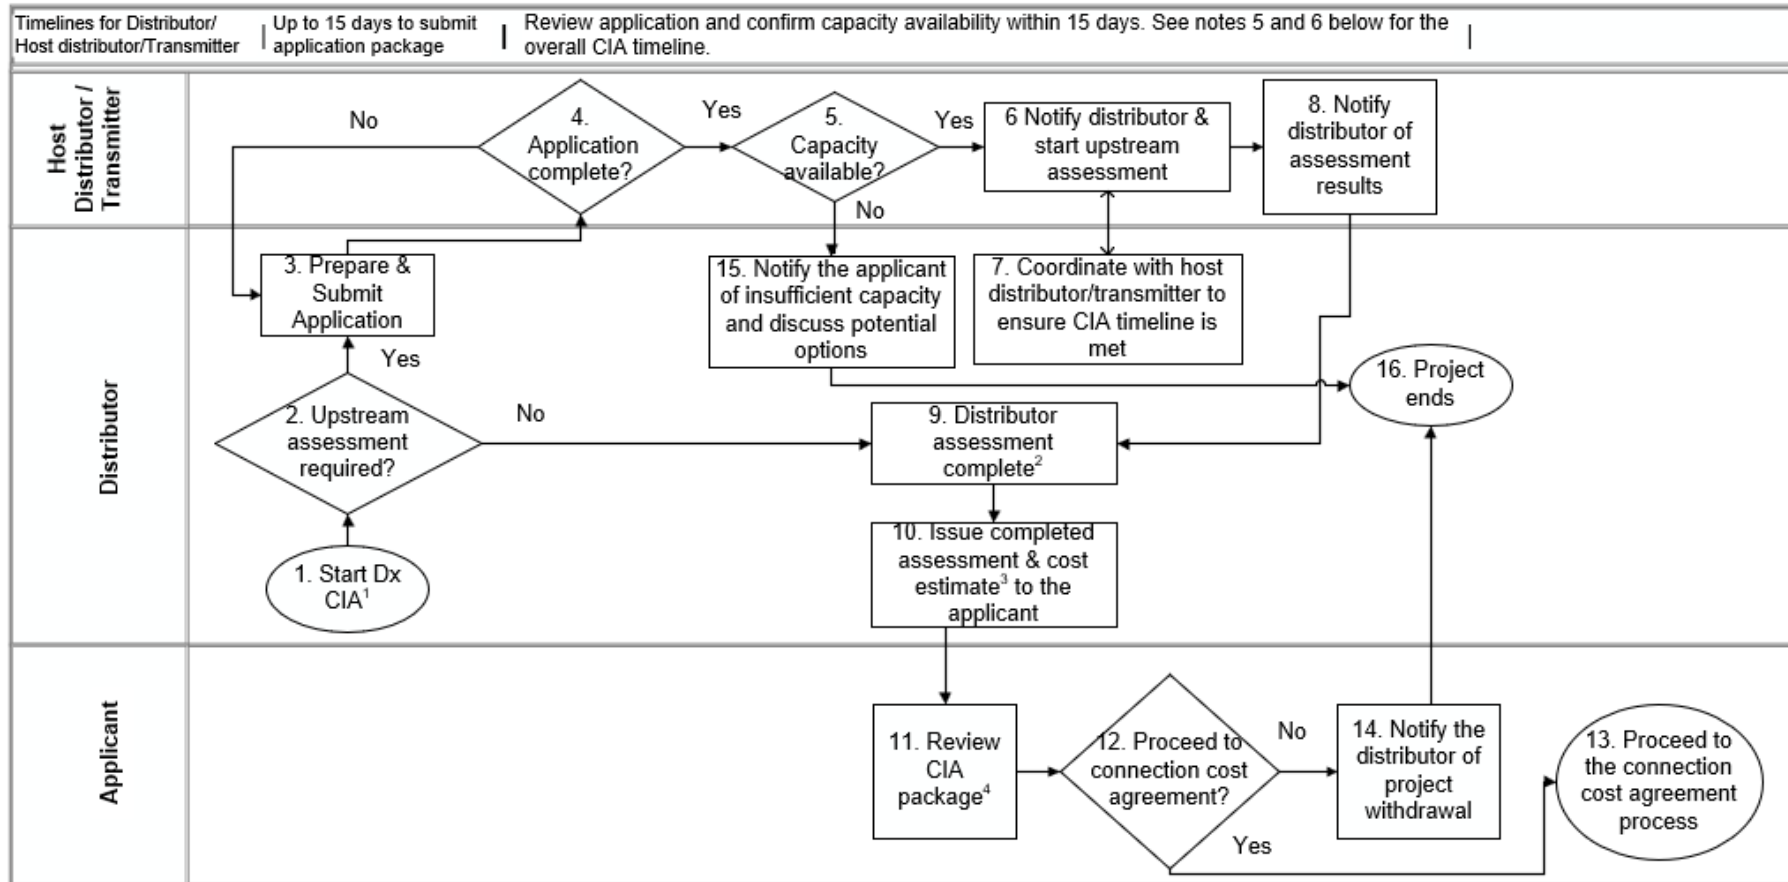 Timelines for Distributor/
Host distributor/Transmitter
Up to 15 days to submit
application package
Review application and confirm capacity availability within 15 days. See notes 5 and 6 below for the
overall CIA timeline.
Host
Distributor /
Transmitter
No
4.
Application
complete?
Yes
5.
Capacity
available?
Yes
6 Notify distributor &
start upstream
assessment
8. Notify
distributor of
assessment
results
No
Distributor
3. Prepare &
Submit
Application
15. Notify the applicant
of insufficient capacity
and discuss potential
options
7. Coordinate with host
distributor/transmitter to
ensure CIA timeline is
met
Yes
16. Project
ends
2. Upstream
assessment
required?
No
9. Distributor
assessment
complete²
1. Start Dx
CIA¹
10. Issue completed
assessment & cost
estimate³ to the
applicant
Applicant
11. Review
CIA
package⁴
12. Proceed to
connection cost
agreement?
No
14. Notify the
distributor of
project
withdrawal
13. Proceed to
the connection
cost agreement
process
Yes